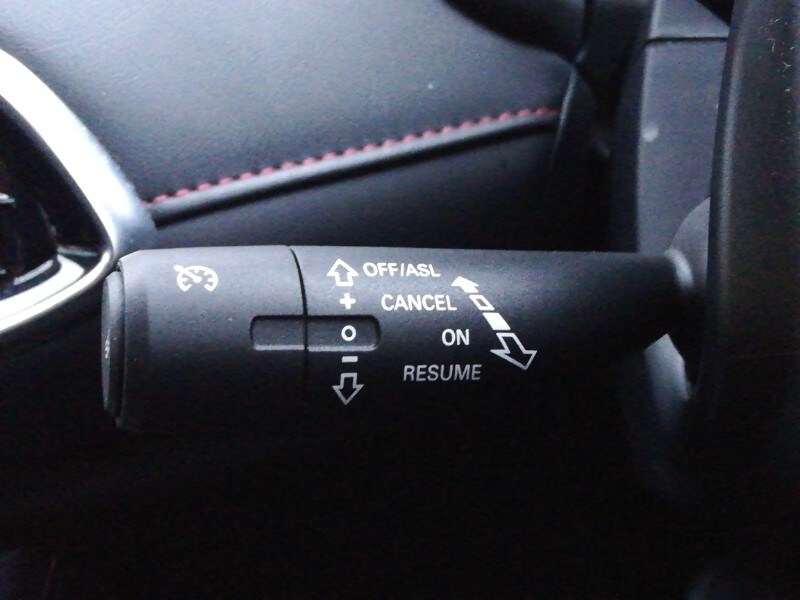 OFF/ASL
+ CANCEL
O ON
- RESUME